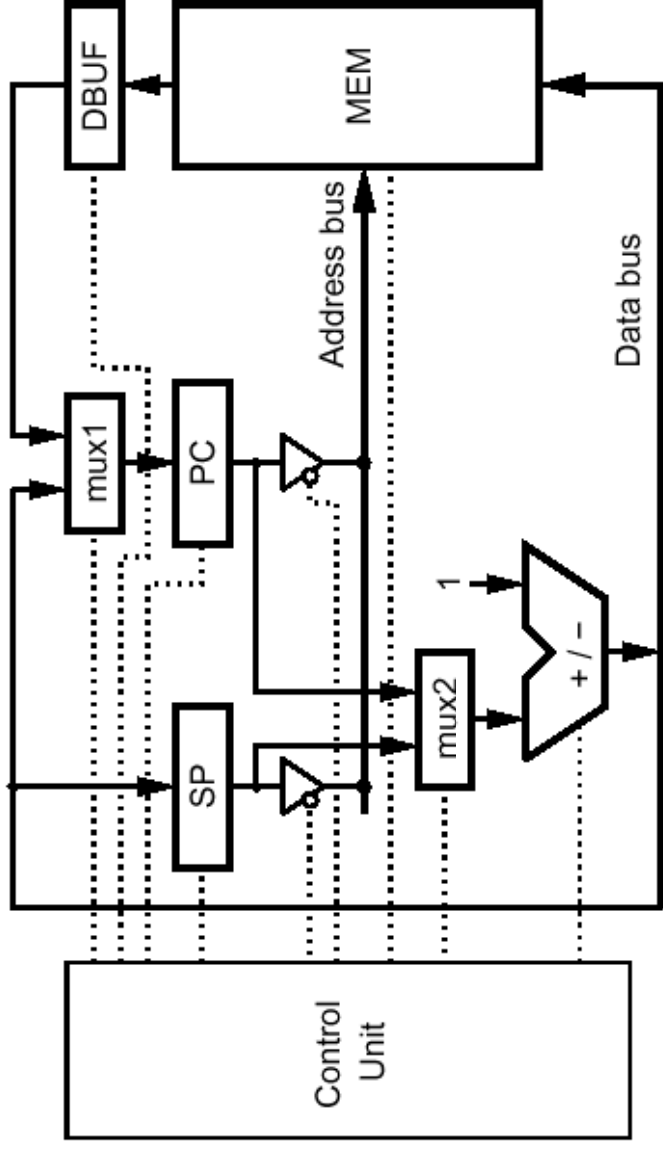 DBUF
MEM
mux1
Address bus
PC
Data bus
1
SP
mux2
+ / −
Control
Unit